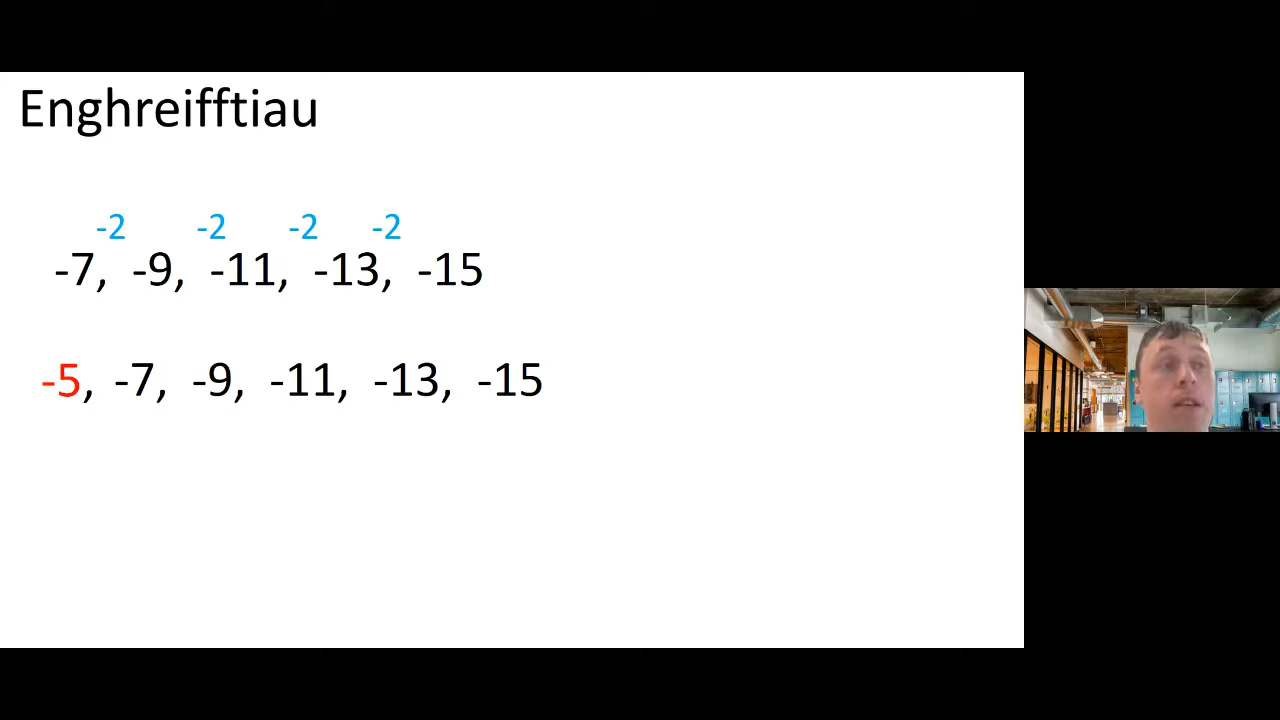 Enghreifftiau
-2 -2 -2 -2
-7, -9, -11, -13, -15
-5, -7, -9, -11, -13, -15